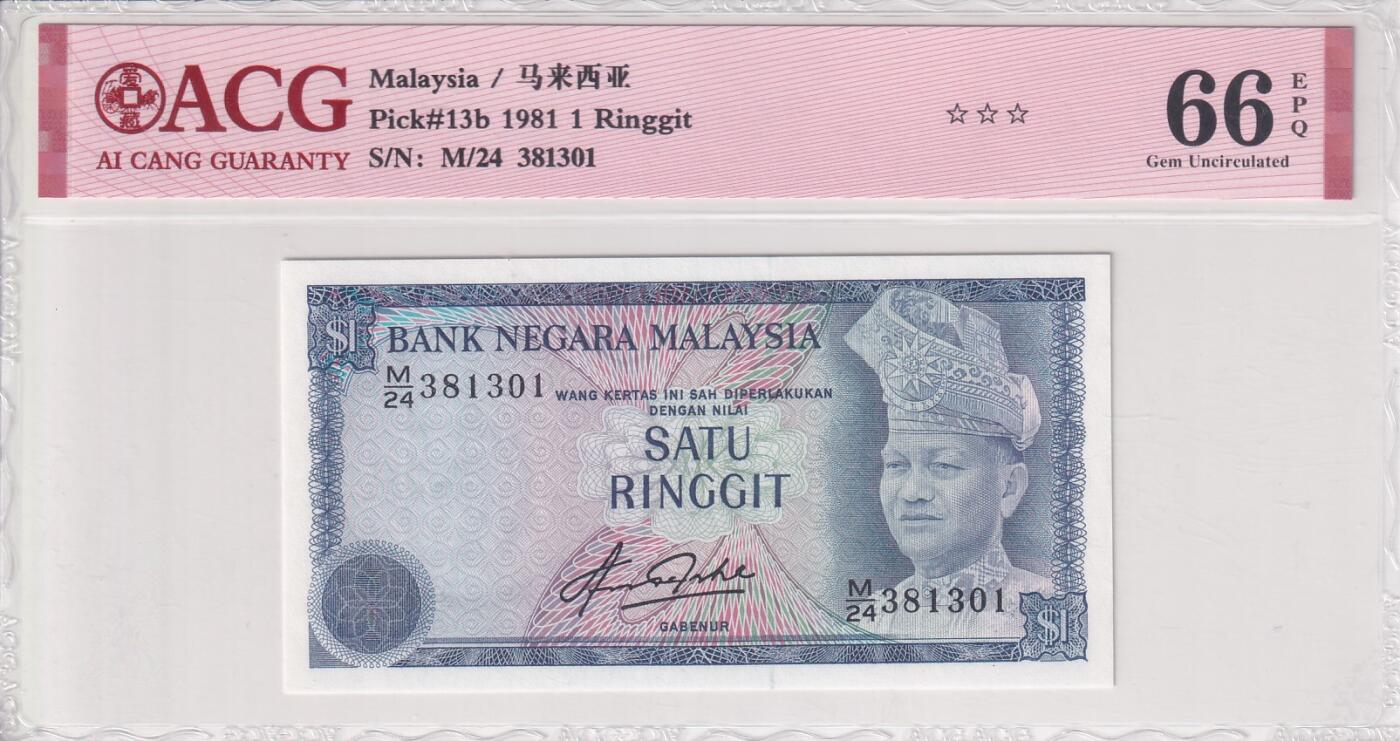 爱藏
ACG
AI CANG GUARANTY
Malaysia / 马来西亚
Pick#13b 1981 1 Ringgit
S/N: M/24 381301
☆☆☆
66
EPQ
Gem Uncirculated
$1
BANK NEGARA MALAYSIA
M/24 381301
WANG KERTAS INI SAH DIPERLAKUKAN
DENGAN NILAI
SATU
RINGGIT
GABENUR
M/24 381301
$1